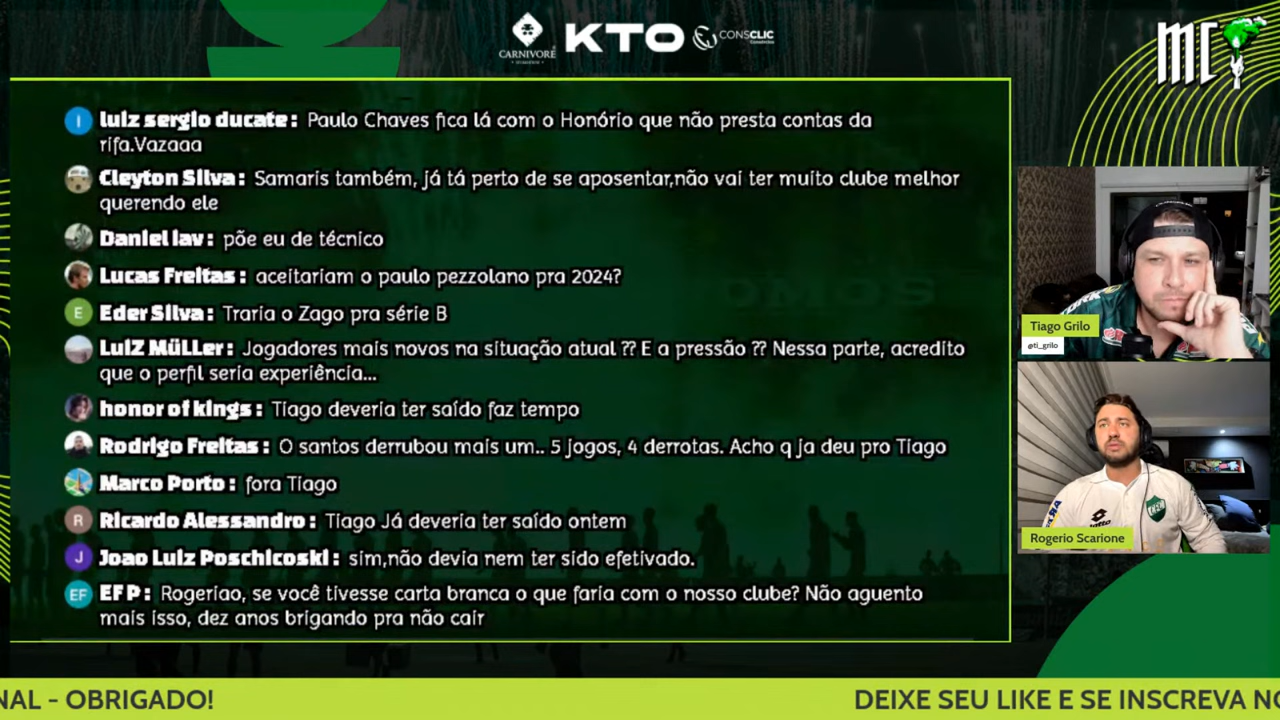 CARNIVORE
KTO
CONSCLIC
MC
luiz sergio ducate: Paulo Chaves fica lá com o Honório que não presta contas da
rifa.Vazaaa
Cleyton Silva: Samaris também, já tá perto de se aposentar,não vai ter muito clube melhor
querendo ele
Daniel iav: põe eu de técnico
Lucas Freitas: aceitariam o paulo pezzolano pra 2024?
Eder Silva: Traria o Zago pra série B
LuiZ MüLLer: Jogadores mais novos na situação atual ?? E a pressão ?? Nessa parte, acredito
que o perfil seria experiência...
honor of kings: Tiago deveria ter saído faz tempo
Rodrigo Freitas: O santos derrubou mais um.. 5 jogos, 4 derrotas. Acho q ja deu pro Tiago
Marco Porto: fora Tiago
Ricardo Alessandro: Tiago Já deveria ter saído ontem
Joao Luiz Poschicoski: sim,não devia nem ter sido efetivado.
EF P: Rogeriao, se você tivesse carta branca o que faria com o nosso clube? Não aguento
mais isso, dez anos brigando pra não cair
Tiago Grilo
@ti_grilo
lotto
Rogerio Scarione
NAL - OBRIGADO!
DEIXE SEU LIKE E SE INSCREVA NO